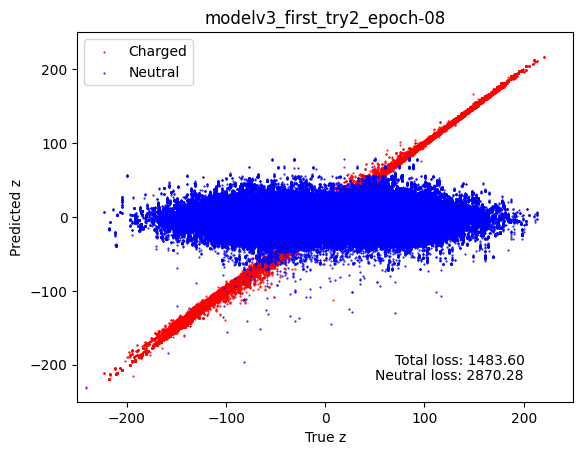 modelv3_first_try2_epoch-08
Charged
Neutral
200
100
0
−100
−200
Predicted z
Total loss: 1483.60
Neutral loss: 2870.28
−200 −100 0 100 200
True z